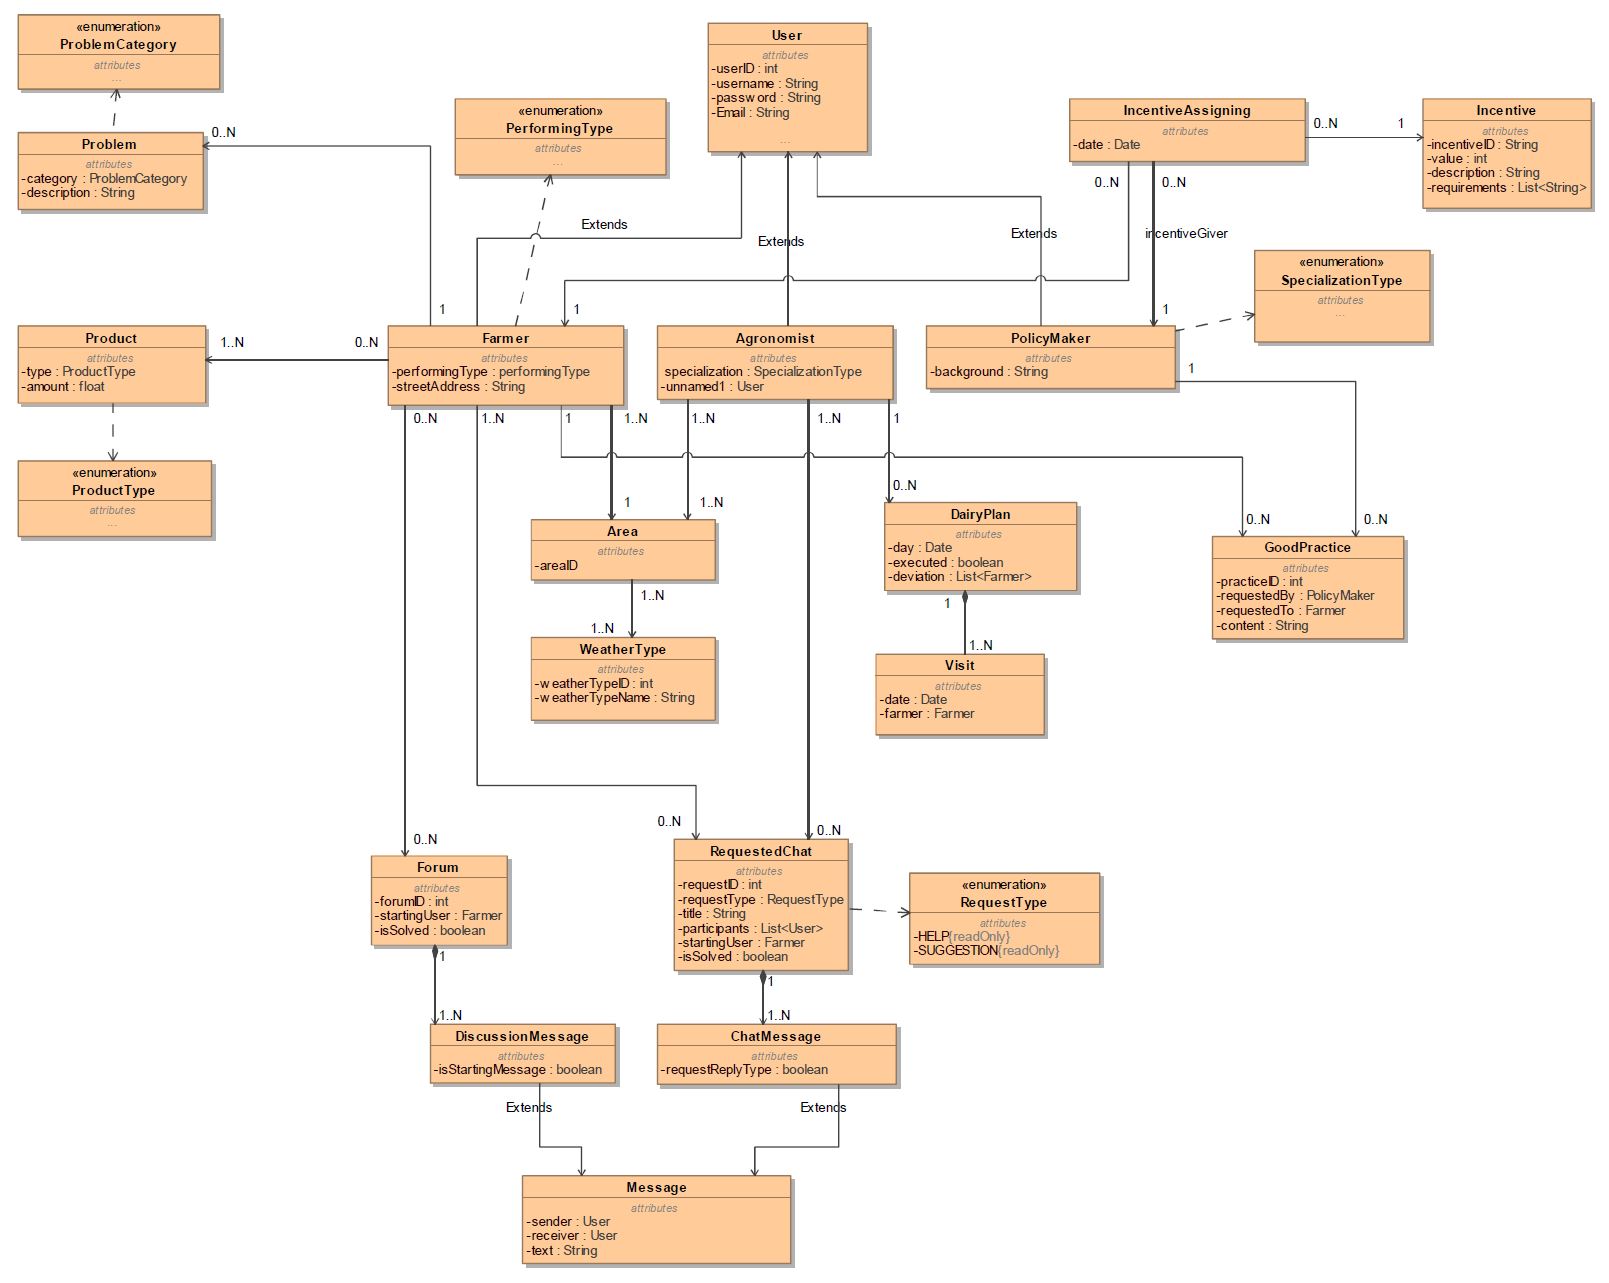 «enumeration»
ProblemCategory
attributes
...
User
attributes
-userID : int
-username : String
-password : String
-Email : String
...
«enumeration»
PerformingType
attributes
...
IncentiveAssigning
attributes
-date : Date
0..N
1
Incentive
attributes
-incentiveID : String
-value : int
-description : String
-requirements : List<String>
0..N
Problem
attributes
-category : ProblemCategory
-description : String
0..N
0..N
Extends
Extends
Extends
incentiveGiver
«enumeration»
SpecializationType
attributes
...
1
1
1
Product
attributes
-type : ProductType
-amount : float
1..N
0..N
Farmer
attributes
-performingType : performingType
-streetAddress : String
Agronomist
attributes
specialization : SpecializationType
-unnamed1 : User
PolicyMaker
attributes
-background : String
1
0..N
1..N
1
1..N
1..N
1..N
1
«enumeration»
ProductType
attributes
...
1
1..N
0..N
0..N
0..N
Area
attributes
-areaID
DairyPlan
attributes
-day : Date
-executed : boolean
-deviation : List<Farmer>
GoodPractice
attributes
-practiceID : int
-requestedBy : PolicyMaker
-requestedTo : Farmer
-content : String
1..N
1..N
1
1..N
WeatherType
attributes
-weatherTypeID : int
-weatherTypeName : String
Visit
attributes
-date : Date
-farmer : Farmer
0..N
0..N
0..N
Forum
attributes
-forumID : int
-startingUser : Farmer
-isSolved : boolean
RequestedChat
attributes
-requestID : int
-requestType : RequestType
-title : String
-participants : List<User>
-startingUser : Farmer
-isSolved : boolean
«enumeration»
RequestType
attributes
-HELP{readOnly}
-SUGGESTION{readOnly}
1
1..N
1
1..N
DiscussionMessage
attributes
-isStartingMessage : boolean
ChatMessage
attributes
-requestReplyType : boolean
Extends
Extends
Message
attributes
-sender : User
-receiver : User
-text : String